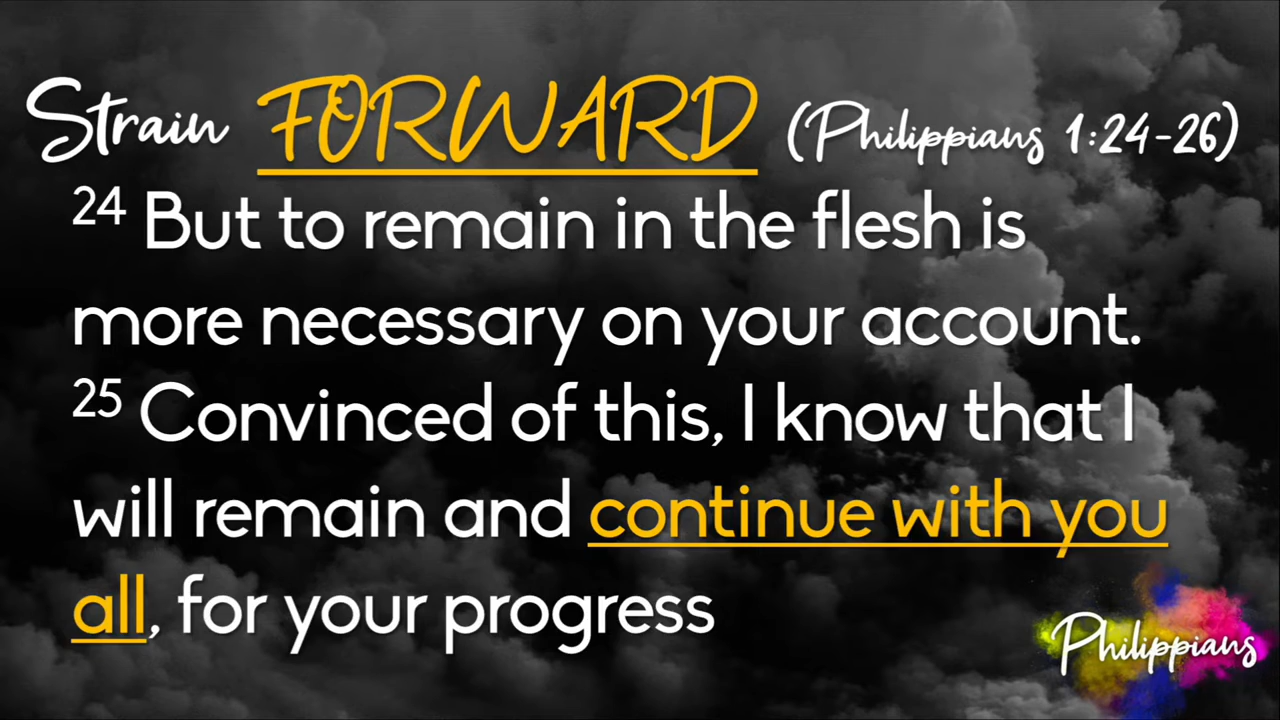 Strain FORWARD (Philippians 1:24-26)
24 But to remain in the flesh is
more necessary on your account.
25 Convinced of this, I know that I
will remain and continue with you
all, for your progress
Philippians